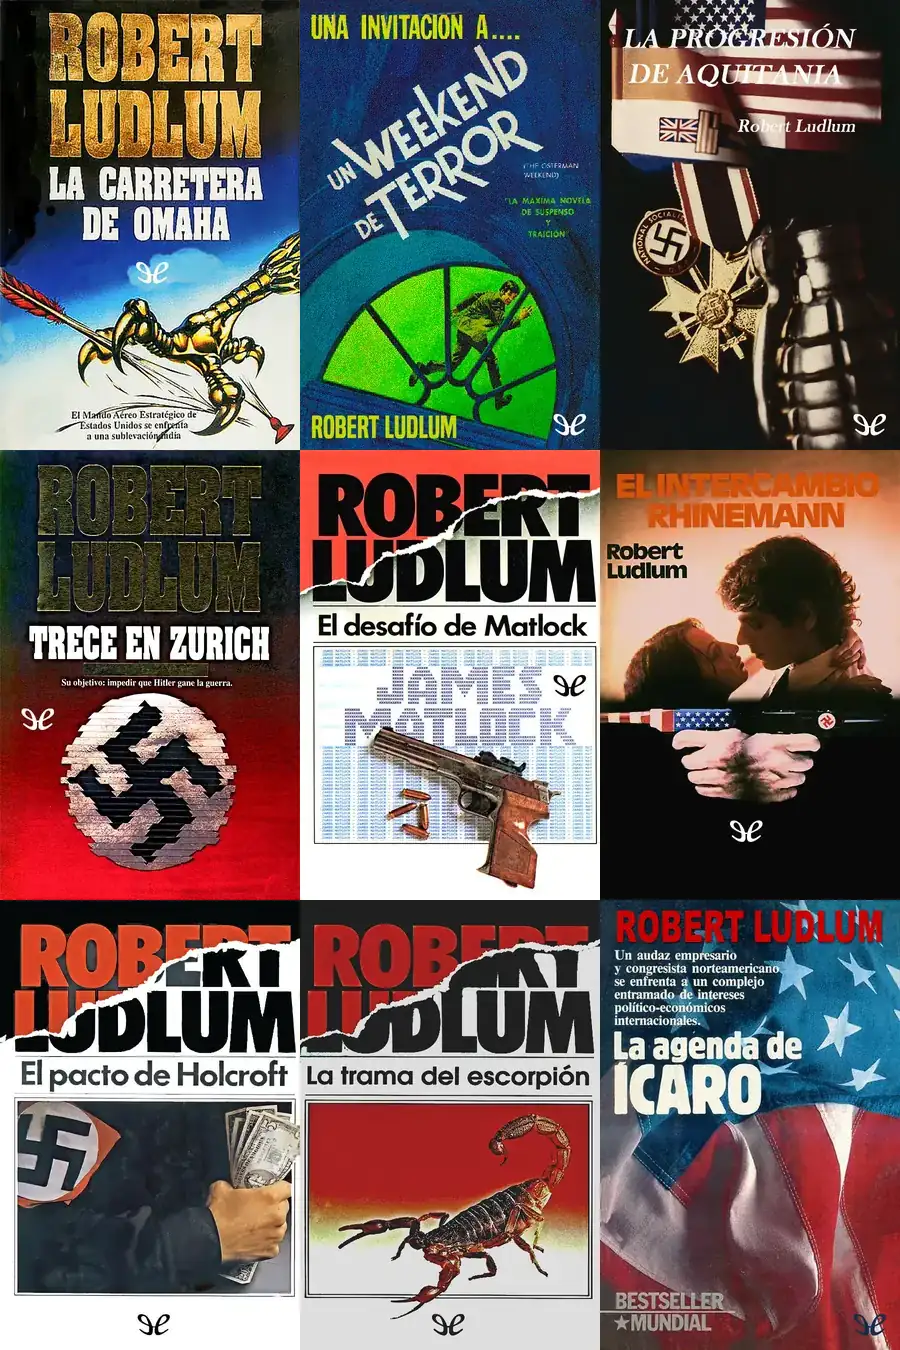 ROBERT
LUDLUM
LA CARRETERA
DE OMAHA
El Mando Aéreo Estratégico de
Estados Unidos se enfrenta
a una sublevación india
UNA INVITACION A....
UN WEEKEND
DE TERROR
(THE OSTERMAN
WEEKEND)
"LA MAXIMA NOVELA
DE SUSPENSO
Y
TRAICION"
ROBERT LUDLUM
LA PROGRESIÓN
DE AQUITANIA
Robert Ludlum
NATIONAL SOCIALIS
ROBERT
LUDLUM
TRECE EN ZURICH
Su objetivo: impedir que Hitler gane la guerra.
ROBERT
LUDLUM
El desafío de Matlock
JAMES
MATLOCK
EL INTERCAMBIO
RHINEMANN
Robert
Ludlum
ROBERT
LUDLUM
El pacto de Holcroft
ROBERT
LUDLUM
La trama del escorpión
ROBERT LUDLUM
Un audaz empresario
y congresista norteamericano
se enfrenta a un complejo
entramado de intereses
político-económicos
internacionales.
La agenda de
ÍCARO
BESTSELLER
★MUNDIAL